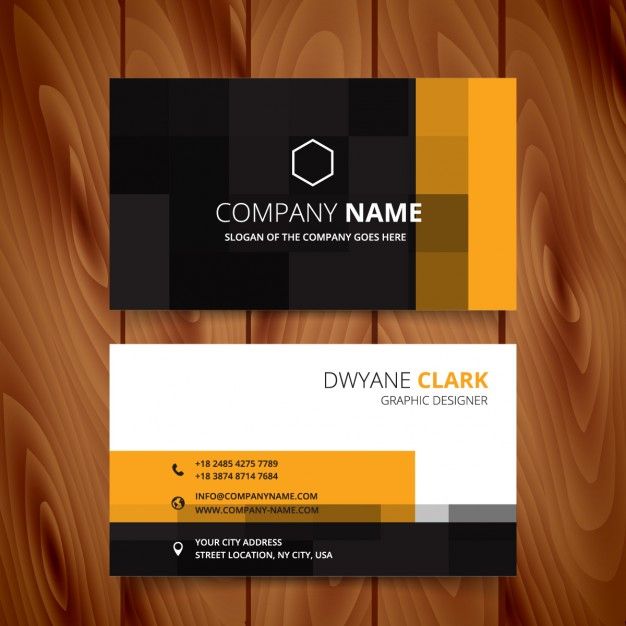 COMPANY NAME
SLOGAN OF THE COMPANY GOES HERE
DWYANE CLARK
GRAPHIC DESIGNER
+18 2485 4275 7789
+18 3874 8714 7684
INFO@COMPANYNAME.COM
WWW.COMPANY-NAME.COM
YOUR CITY ADDRESS
STREET LOCATION, NY CITY, USA